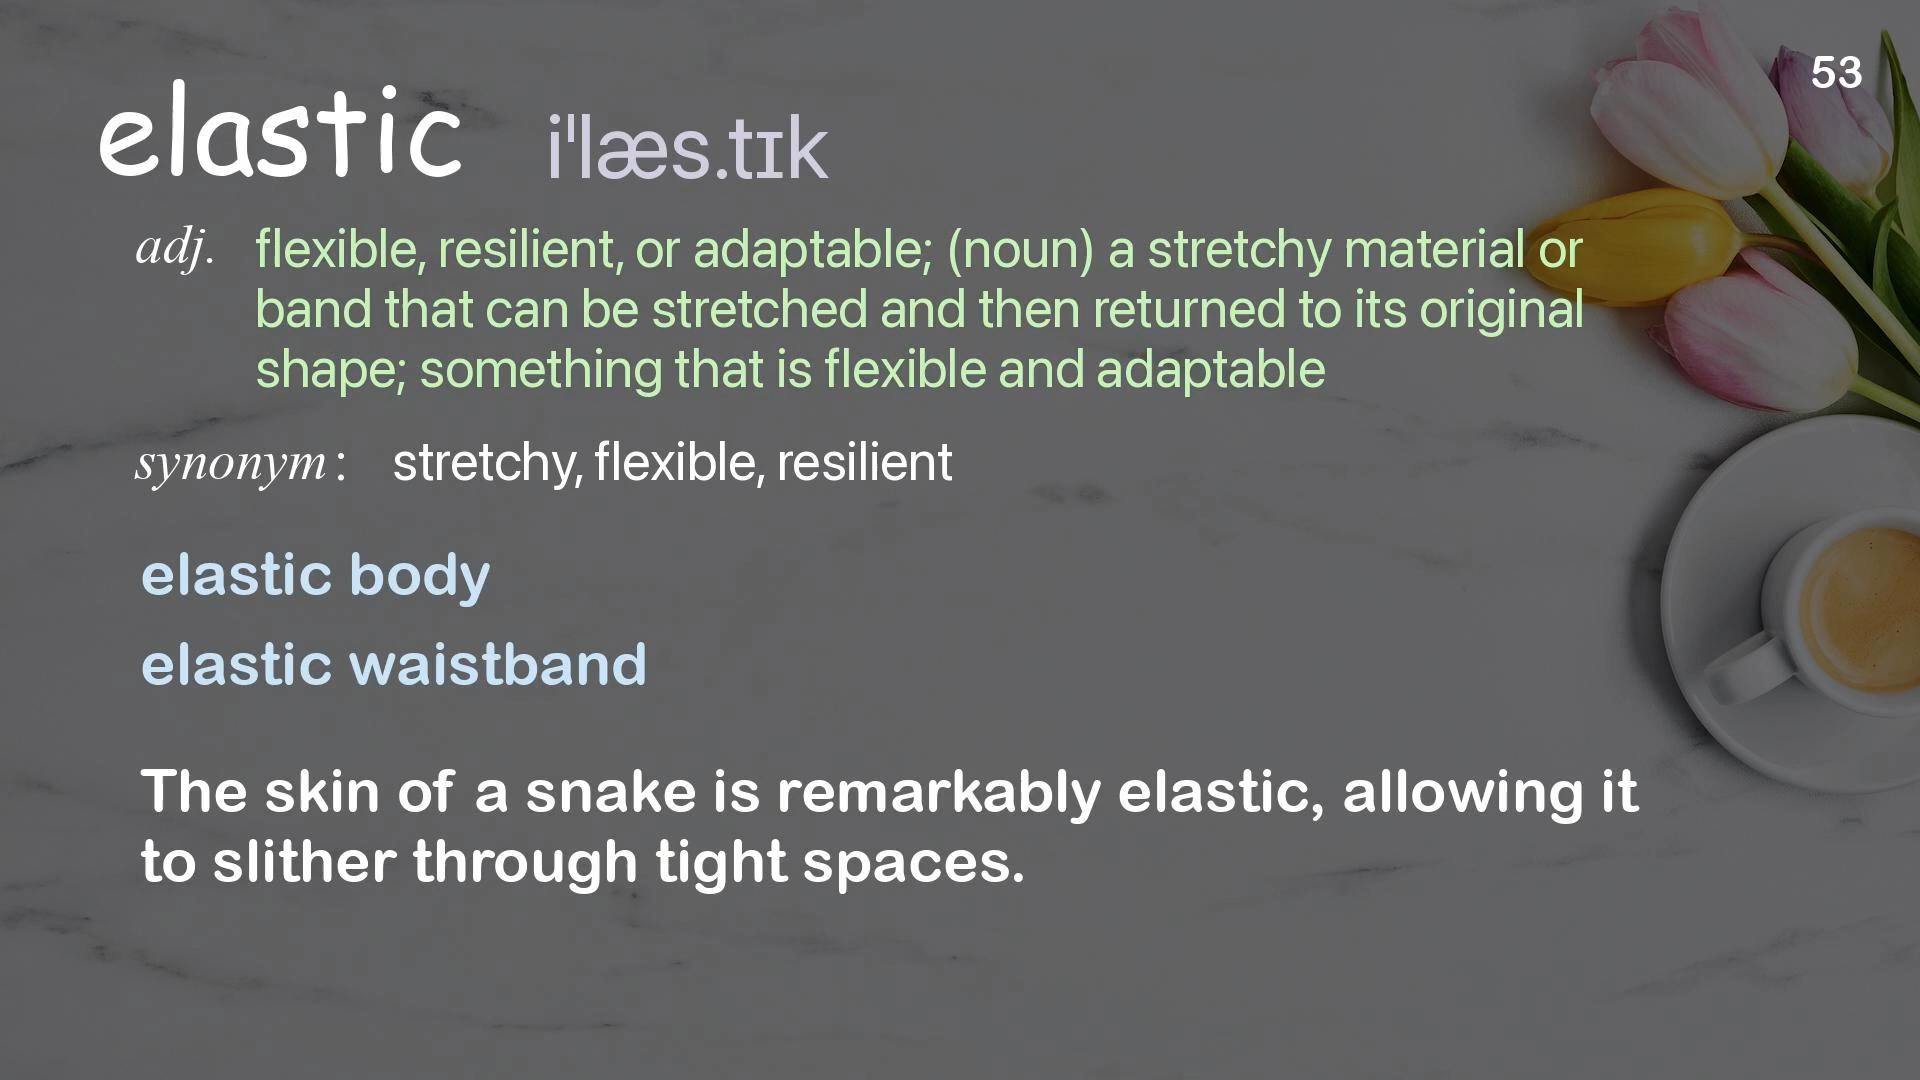 53
elastic iˈlæs.tɪk
adj. flexible, resilient, or adaptable; (noun) a stretchy material or
band that can be stretched and then returned to its original
shape; something that is flexible and adaptable
synonym: stretchy, flexible, resilient
elastic body
elastic waistband
The skin of a snake is remarkably elastic, allowing it
to slither through tight spaces.